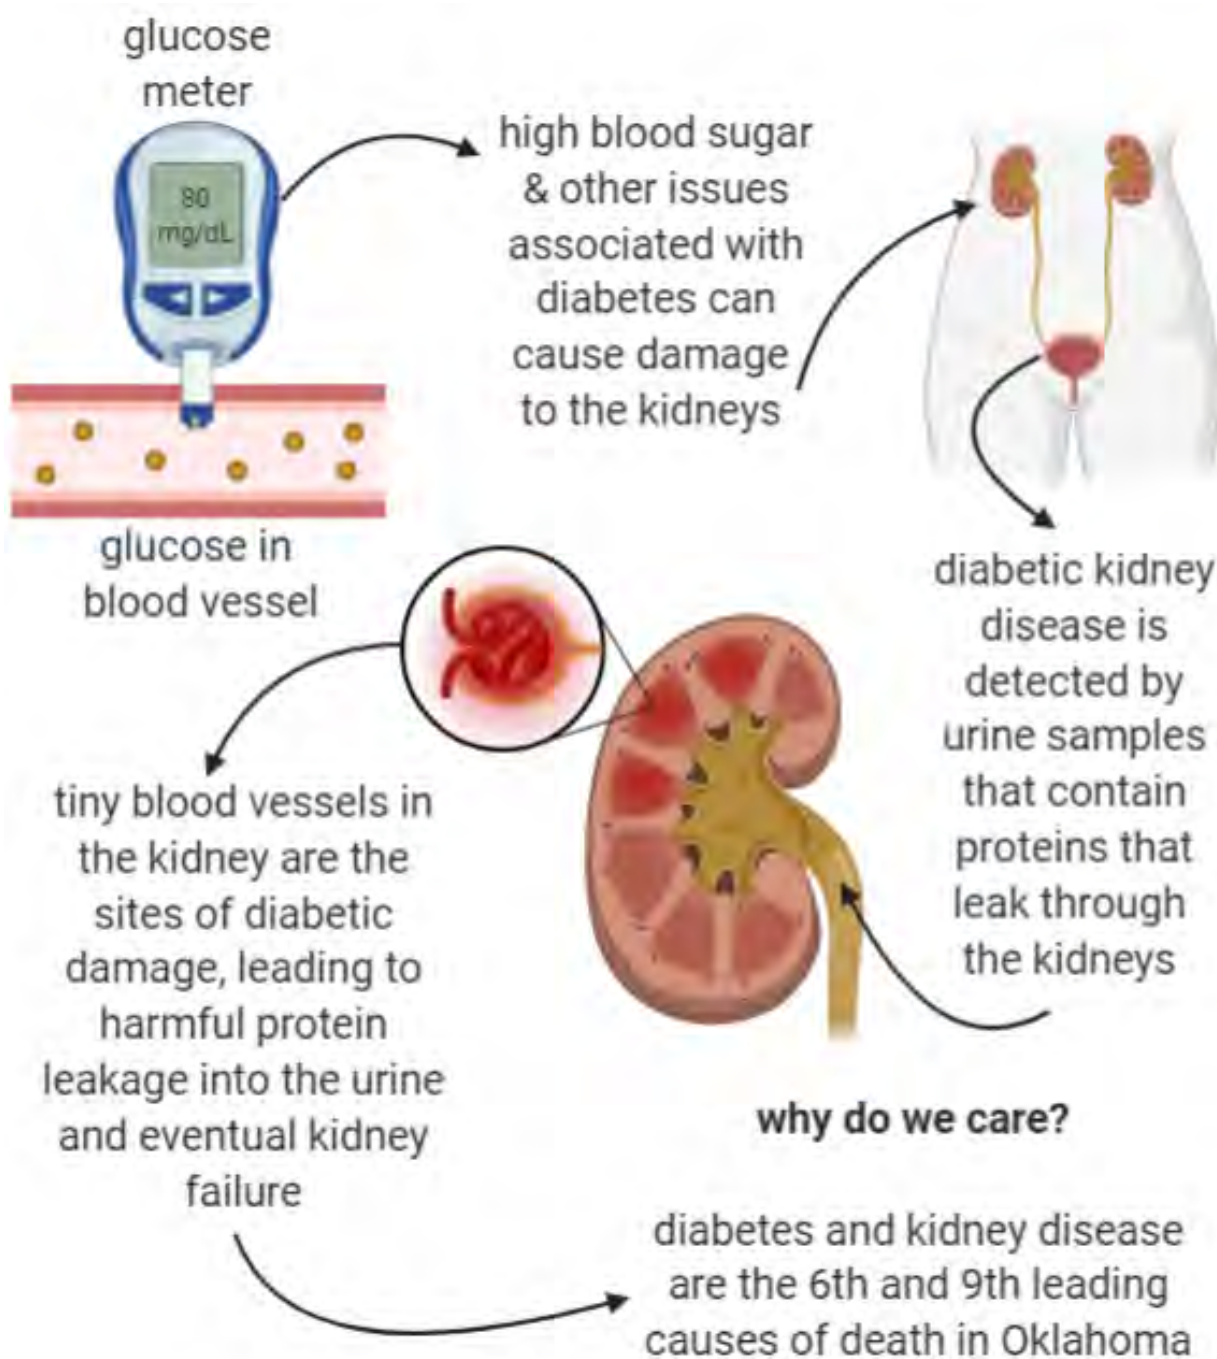 glucose
meter
80
mg/dL
high blood sugar
& other issues
associated with
diabetes can
cause damage
to the kidneys
glucose in
blood vessel
diabetic kidney
disease is
detected by
urine samples
that contain
proteins that
leak through
the kidneys
tiny blood vessels in
the kidney are the
sites of diabetic
damage, leading to
harmful protein
leakage into the urine
and eventual kidney
failure
why do we care?
diabetes and kidney disease
are the 6th and 9th leading
causes of death in Oklahoma